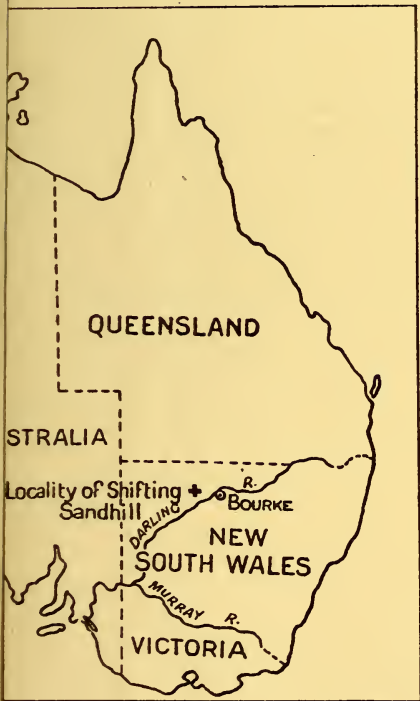 QUEENSLAND
STRALIA
Locality of Shifting +
Sandhill
DARLING R.
BOURKE
NEW
SOUTH WALES
MURRAY R.
VICTORIA